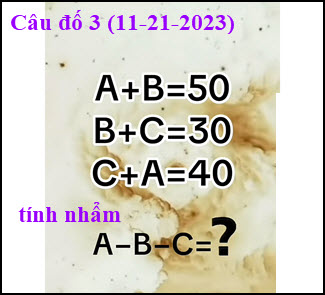 Câu đố 3 (11-21-2023)
A+B=50
B+C=30
C+A=40
tính nhẩm
A-B-C=?